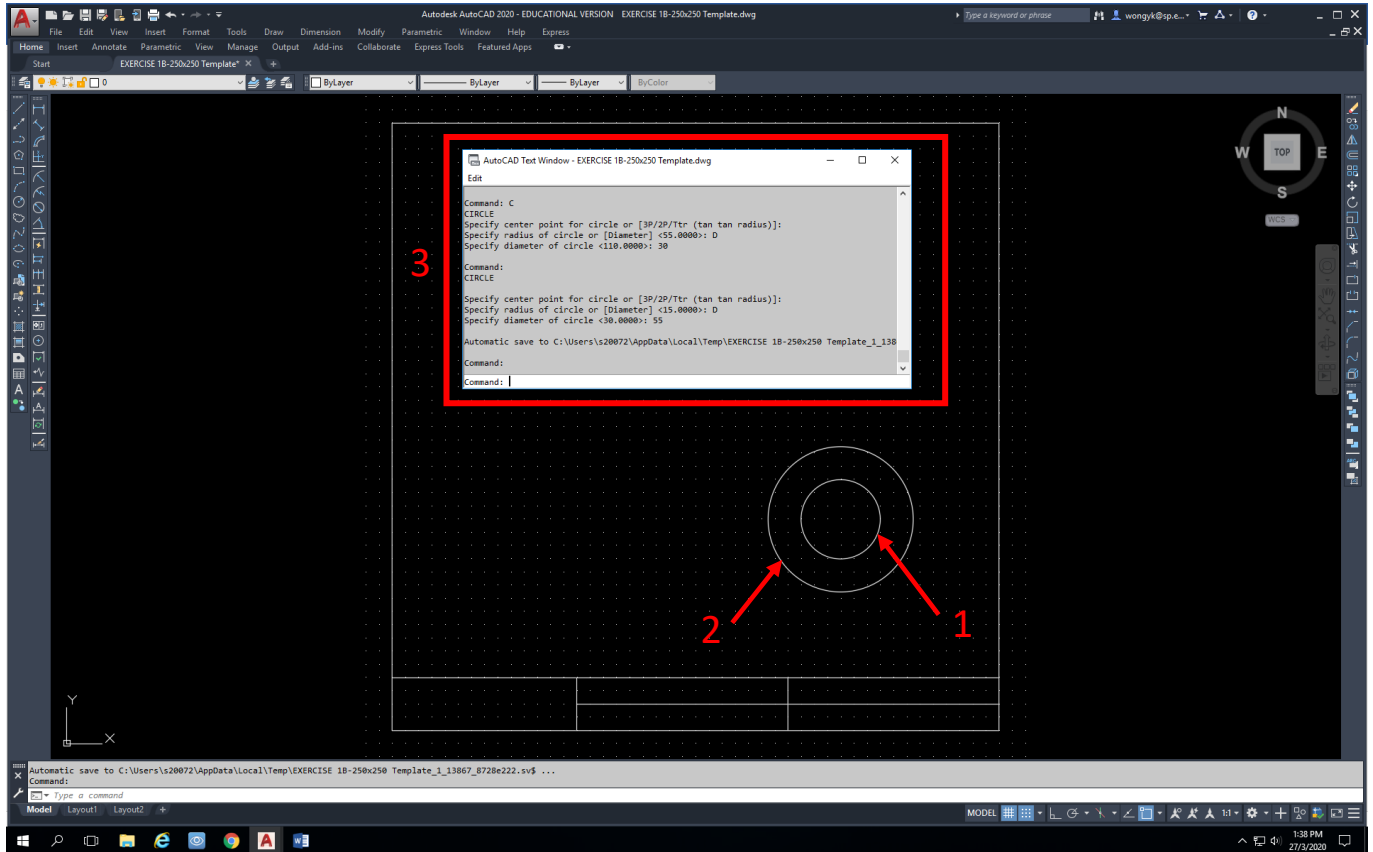 Autodesk AutoCAD 2020 - EDUCATIONAL VERSION EXERCISE 1B-250x250 Template.dwg
Type a keyword or phrase
wongyk@sp.e...
File Edit View Insert Format Tools Draw Dimension Modify Parametric Window Help Express
Home Insert Annotate Parametric View Manage Output Add-ins Collaborate Express Tools Featured Apps
Start EXERCISE 1B-250x250 Template*
0 ByLayer ByLayer ByLayer ByColor
N
W TOP E
S
WCS
3
AutoCAD Text Window - EXERCISE 1B-250x250 Template.dwg
Edit
Command: C
CIRCLE
Specify center point for circle or [3P/2P/Ttr (tan tan radius)]:
Specify radius of circle or [Diameter] <55.0000>: D
Specify diameter of circle <110.0000>: 30
Command:
CIRCLE
Specify center point for circle or [3P/2P/Ttr (tan tan radius)]:
Specify radius of circle or [Diameter] <15.0000>: D
Specify diameter of circle <30.0000>: 55
Automatic save to C:\Users\s20072\AppData\Local\Temp\EXERCISE 1B-250x250 Template_1_138
Command:
Command:
2
1
Y
X
Automatic save to C:\Users\s20072\AppData\Local\Temp\EXERCISE 1B-250x250 Template_1_13867_8728e222.sv$ ...
Command:
Type a command
Model Layout1 Layout2 +
MODEL
1:1
1:38 PM
27/3/2020